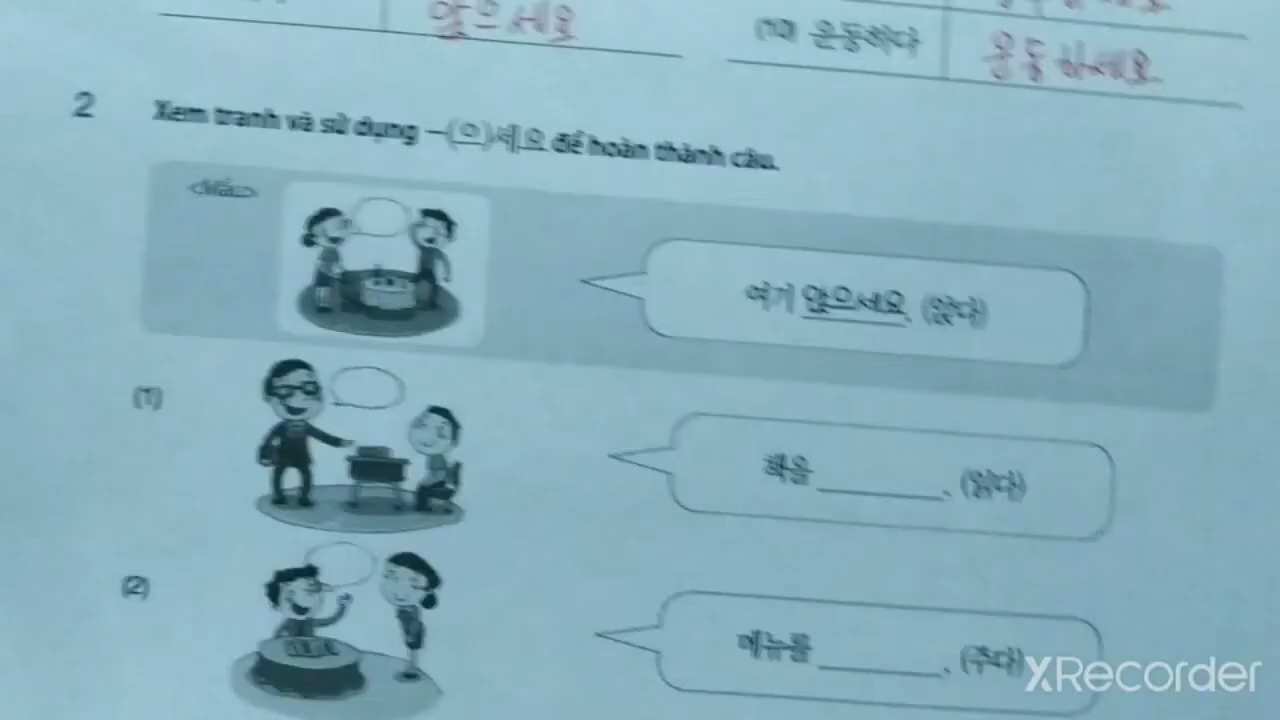 앉으세요
(10) 운동하다 운동하세요
2 Xem tranh và sử dụng –(으)세요 để hoàn thành câu.
<Mẫu>
여기 앉으세요. (앉다)
(1)
책을 ________. (읽다)
(2)
메뉴를 ________. (주다)
XRecorder